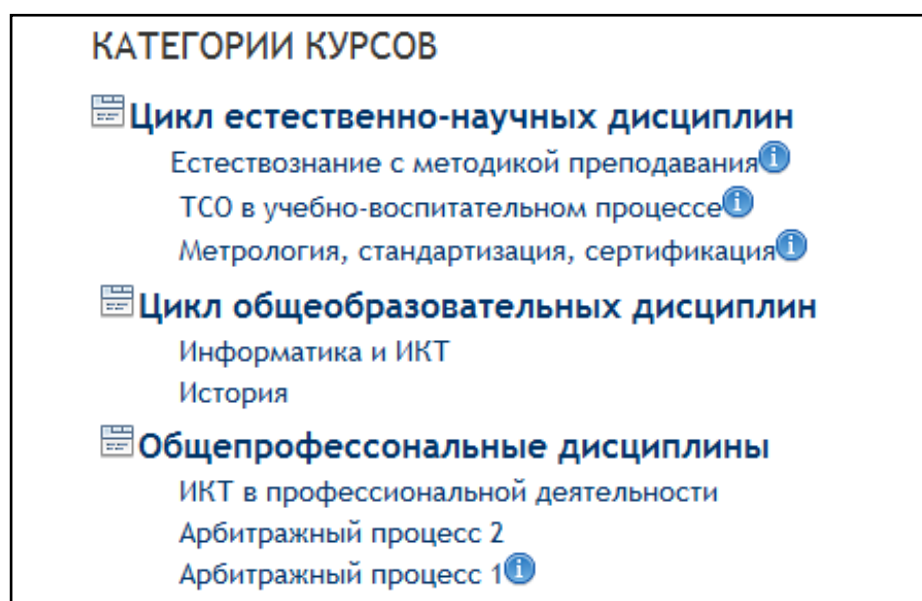 КАТЕГОРИИ КУРСОВ
Цикл естественно-научных дисциплин
Естествознание с методикой преподавания
ТСО в учебно-воспитательном процессе
Метрология, стандартизация, сертификация
Цикл общеобразовательных дисциплин
Информатика и ИКТ
История
Общепрофессональные дисциплины
ИКТ в профессиональной деятельности
Арбитражный процесс 2
Арбитражный процесс 1